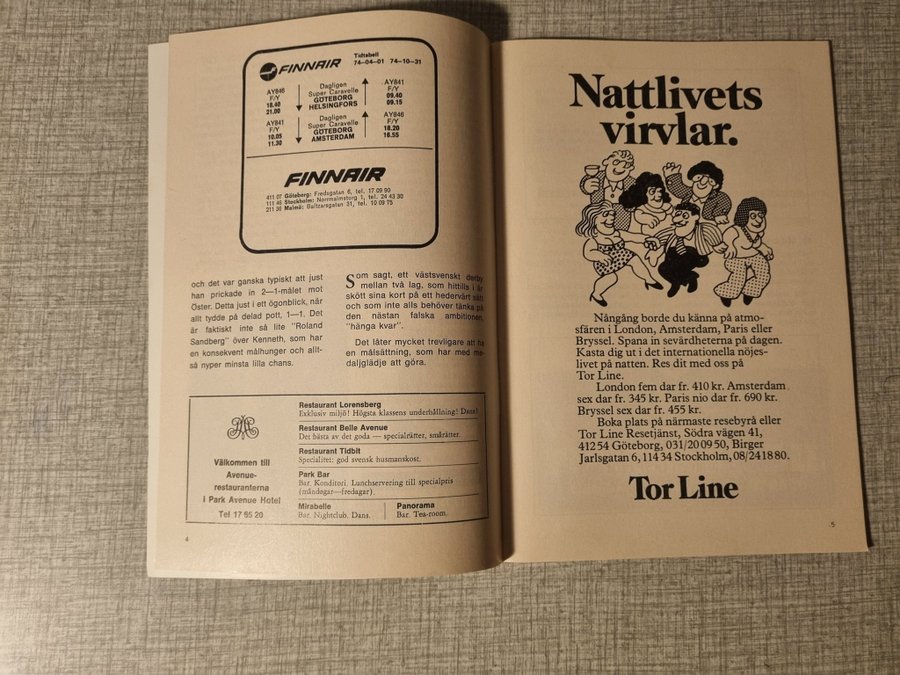 FINNAIR
Tidtabell
74-04-01 74-10-31
AY846
F/Y
18.40
21.00
Dagligen
Super Caravelle
GÖTEBORG
HELSINGFORS
AY841
F/Y
09.40
09.15
AY841
F/Y
10.05
11.30
Dagligen
Super Caravelle
GÖTEBORG
AMSTERDAM
AY846
F/Y
18.20
16.55
FINNAIR
411 07 Göteborg: Fredsgatan 6, tel. 17 09 90
111 46 Stockholm: Norrmalmstorg 1, tel. 24 43 30
211 30 Malmö: Baltzarsgatan 31, tel. 10 09 75
och det var ganska typiskt att just
han prickade in 2—1-målet mot
Öster. Detta just i ett ögonblick, när
allt tydde på delad pott, 1—1. Det
är faktiskt inte så lite "Roland
Sandberg" över Kenneth, som har
en konsekvent målhunger och allt-
så nyper minsta lilla chans.
Som sagt, ett västsvenskt derby
mellan två lag, som hittills i år
skött sina kort på ett hedervärt sätt
och som inte alls behöver tänka på
den nästan falska ambitionen
"hänga kvar".
Det låter mycket trevligare att ha
en målsättning, som har med me-
daljglädje att göra.
Välkommen till
Avenue-
restauranterna
i Park Avenue Hotel
Tel 17 65 20
Restaurant Lorensberg
Exklusiv miljö! Högsta klassens underhållning! Dans!
Restaurant Belle Avenue
Det bästa av det goda — specialrätter, smårätter.
Restaurant Tidbit
Specialitet: god svensk husmanskost.
Park Bar
Bar. Konditori. Lunchservering till specialpris
(måndagar—fredagar).
Mirabelle
Bar. Nightclub. Dans.
Panorama
Bar. Tea-room.
4
Nattlivets
virvlar.
Nångång borde du känna på atmo-
sfären i London, Amsterdam, Paris eller
Bryssel. Spana in sevärdheterna på dagen.
Kasta dig ut i det internationella nöjes-
livet på natten. Res dit med oss på
Tor Line.
London fem dar fr. 410 kr. Amsterdam
sex dar fr. 345 kr. Paris nio dar fr. 690 kr.
Bryssel sex dar fr. 455 kr.
Boka plats på närmaste resebyrå eller
Tor Line Resetjänst, Södra vägen 41,
412 54 Göteborg, 031/20 09 50, Birger
Jarlsgatan 6, 114 34 Stockholm, 08/24 18 80.
Tor Line
5